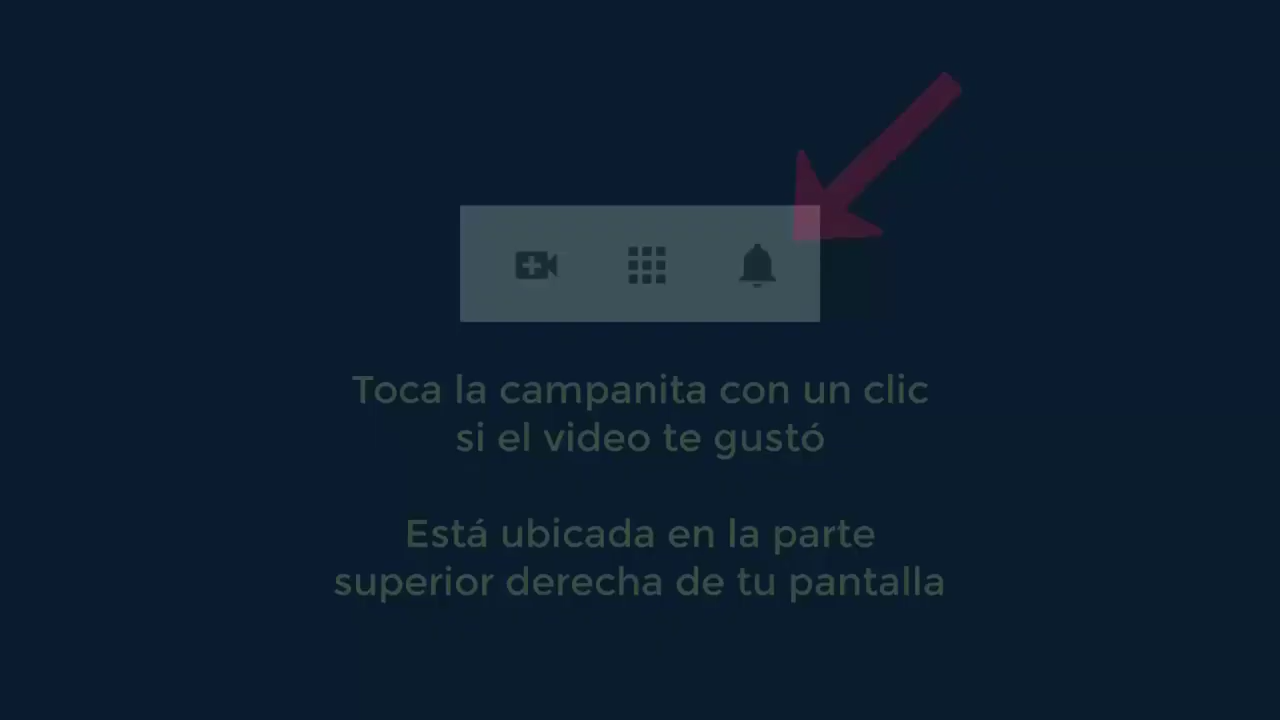 Toca la campanita con un clic
si el video te gustó
Está ubicada en la parte
superior derecha de tu pantalla